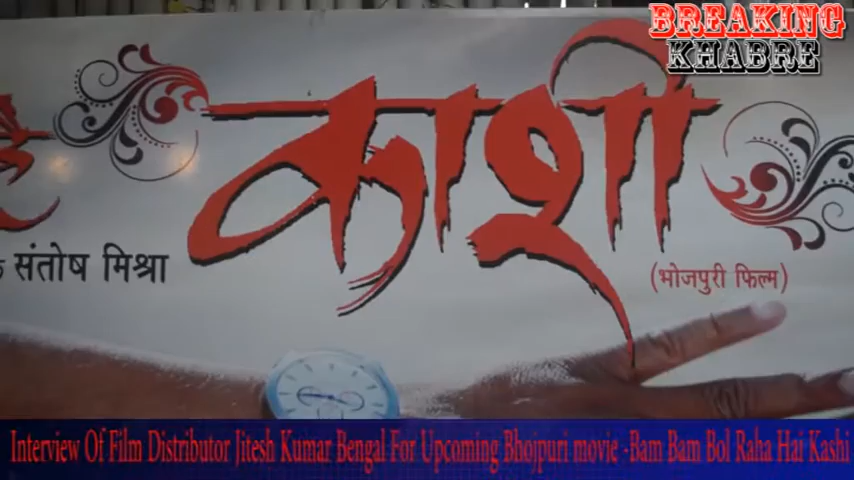 BREAKING
KHABRE
काशी
संतोष मिश्रा
(भोजपुरी फिल्म)
Interview Of Film Distributor Jitesh Kumar Bengal For Upcoming Bhojpuri movie -Bam Bam Bol Raha Hai Kashi